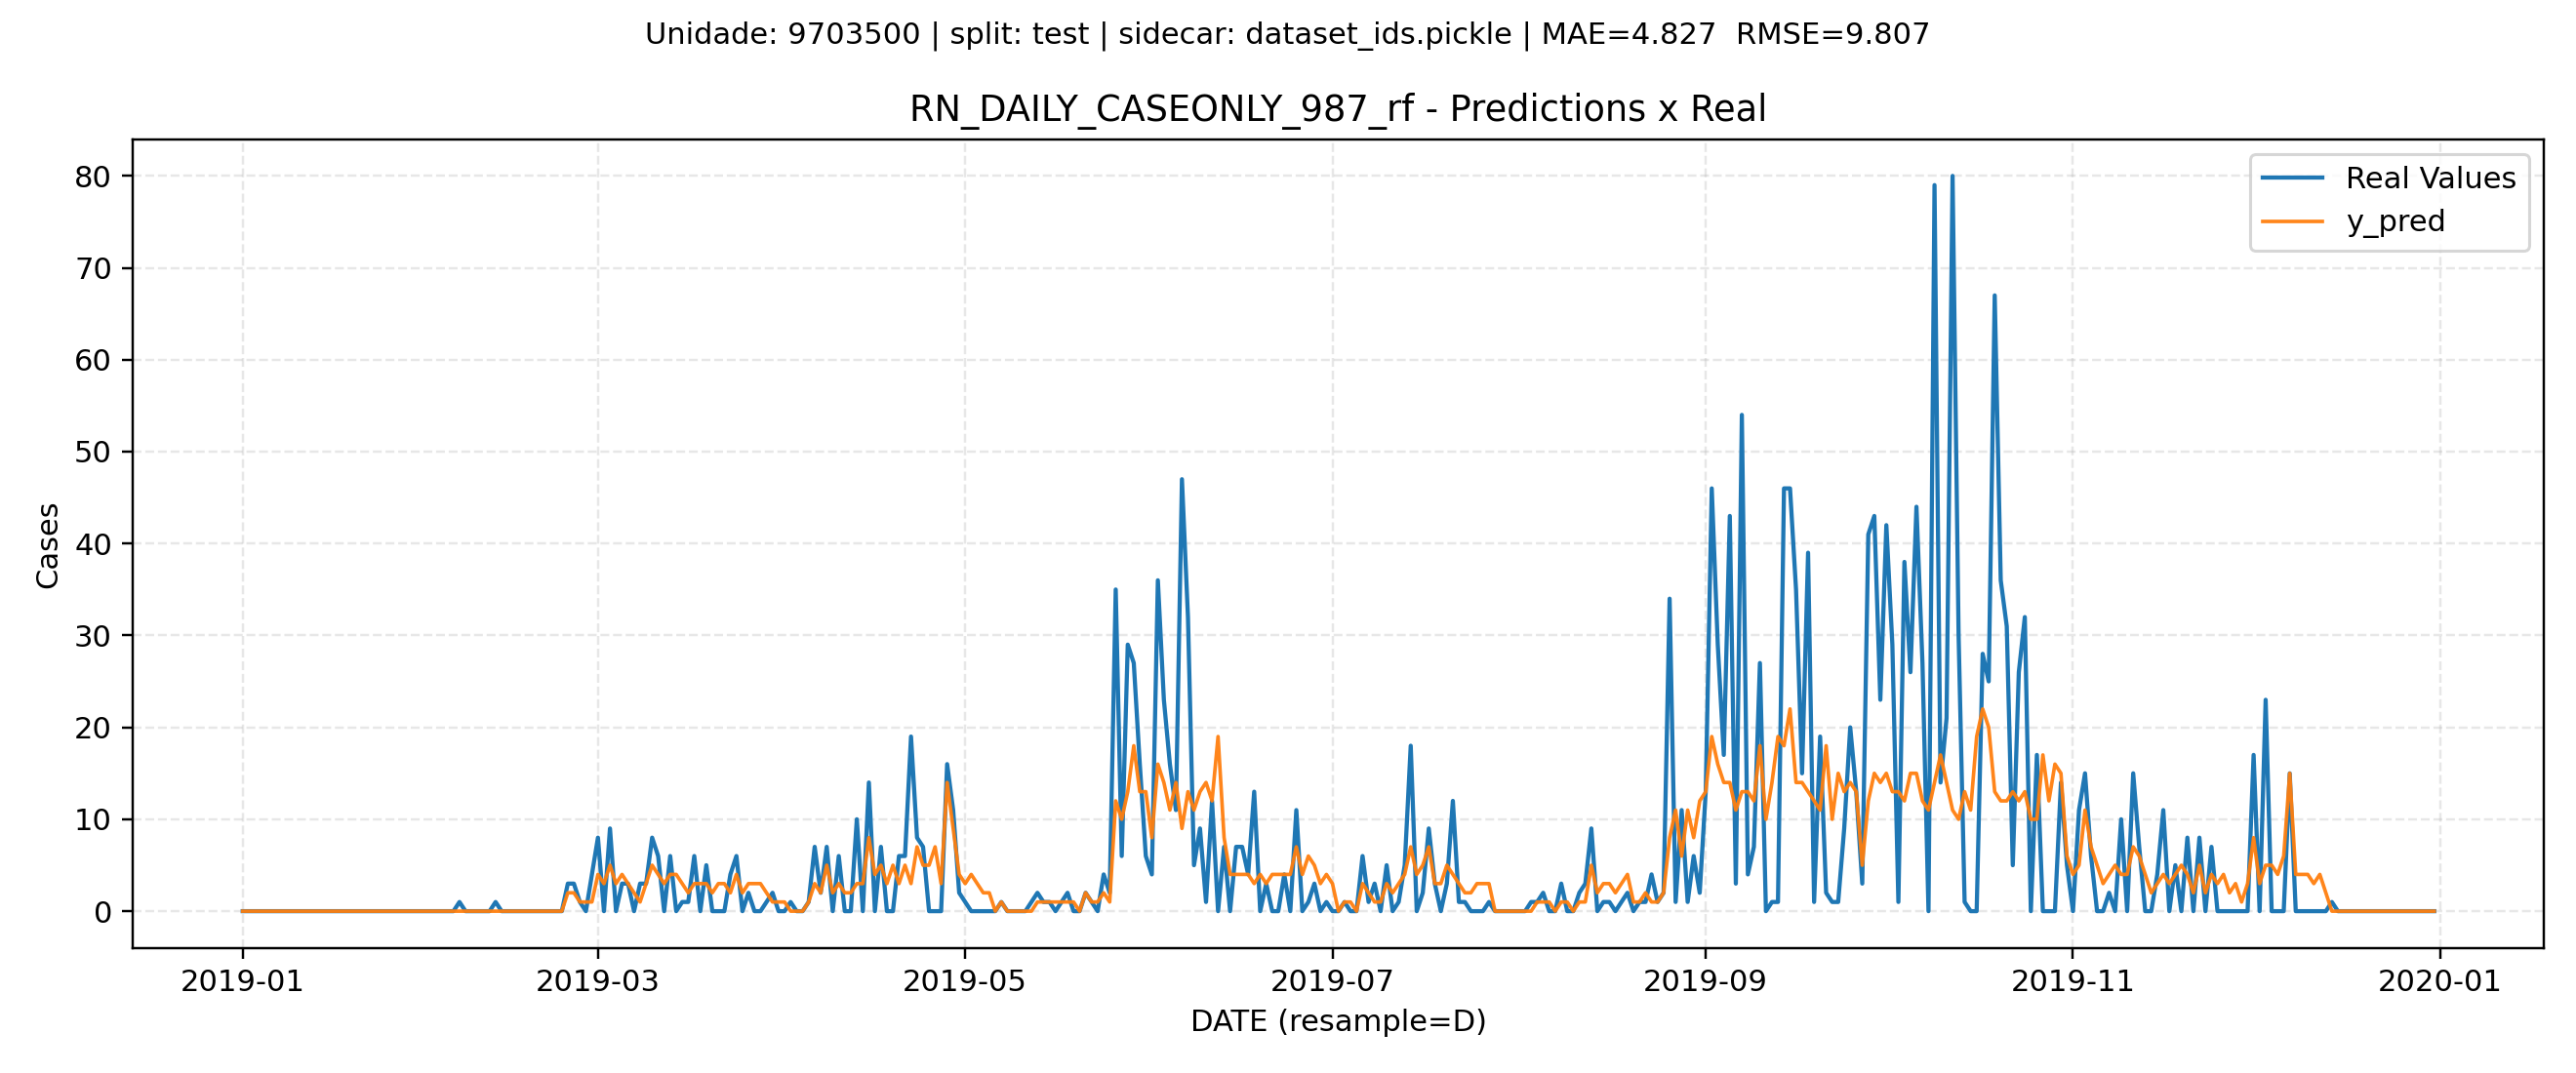 Unidade: 9703500 | split: test | sidecar: dataset_ids.pickle | MAE=4.827  RMSE=9.807
RN_DAILY_CASEONLY_987_rf - Predictions x Real
Real Values
y_pred
80
70
60
50
40
30
20
10
0
Cases
2019-01
2019-03
2019-05
2019-07
2019-09
2019-11
2020-01
DATE (resample=D)